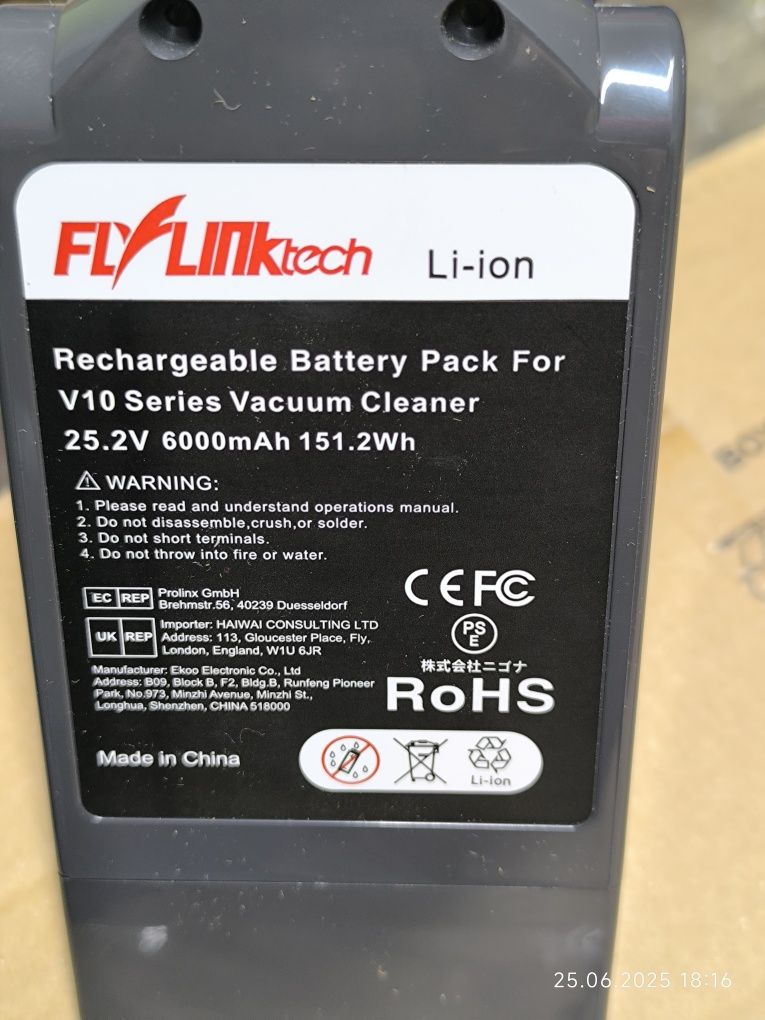 FLYLINKtech
Li-ion
Rechargeable Battery Pack For
V10 Series Vacuum Cleaner
25.2V 6000mAh 151.2Wh
WARNING:
1. Please read and understand operations manual.
2. Do not disassemble,crush,or solder.
3. Do not short terminals.
4. Do not throw into fire or water.
EC REP
Prolinx GmbH
Brehmstr.56, 40239 Duesseldorf
UK REP
Importer: HAIWAI CONSULTING LTD
Address: 113, Gloucester Place, Fly,
London, England, W1U 6JR
Manufacturer: Ekoo Electronic Co., Ltd
Address: B09, Block B, F2, Bldg.B, Runfeng Pioneer
Park, No.973, Minzhi Avenue, Minzhi St.,
Longhua, Shenzhen, CHINA 518000
CE FC
PS
E
株式会社ニゴナ
RoHS
Made in China
Li-ion
25.06.2025 18:16